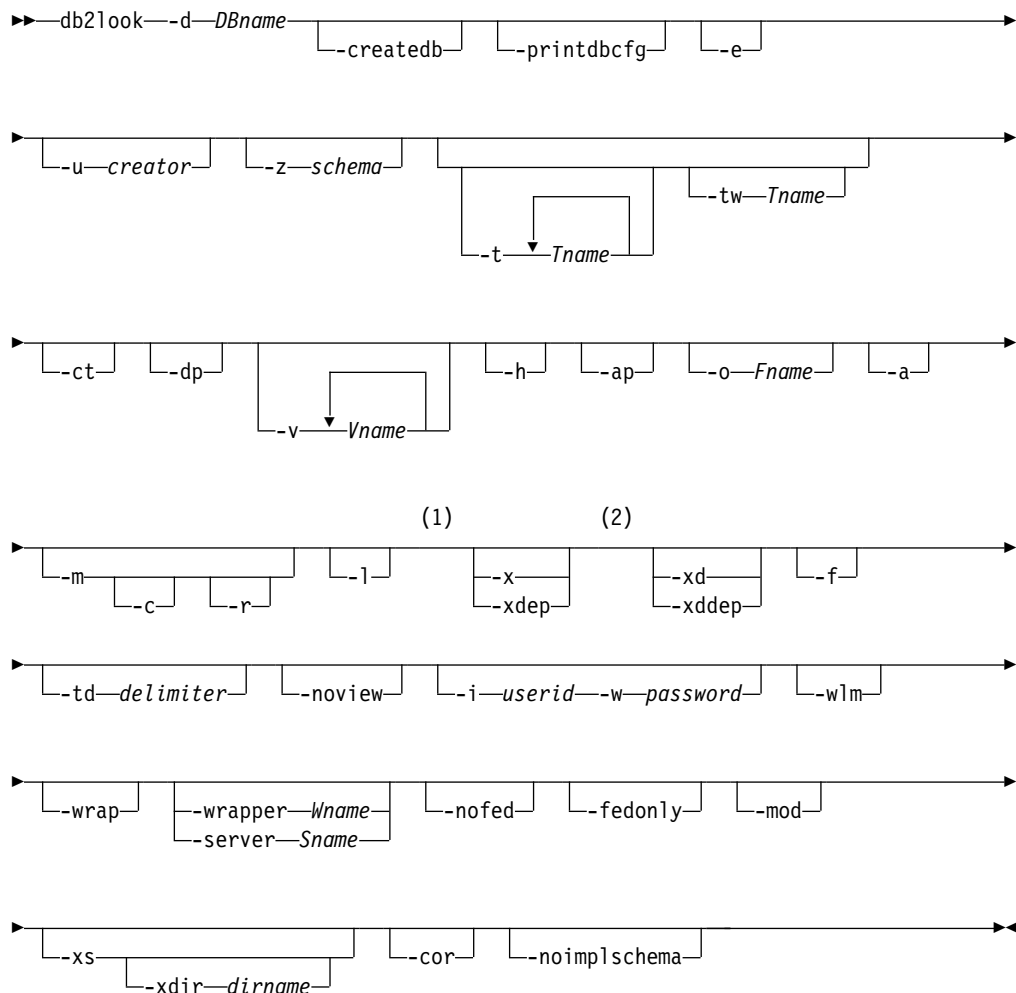 db2look -d DBname -createdb -printdbcfg -e
-u creator -z schema -t Tname -tw Tname
-ct -dp -v Vname -h -ap -o Fname -a
(1) (2)
-m -c -r -l -x -xdep -xd -xddep -f
-td delimiter -noview -i userid -w password -wlm
-wrap -wrapper Wname -server Sname -nofed -fedonly -mod
-xs -xdir dirname -cor -noimplschema